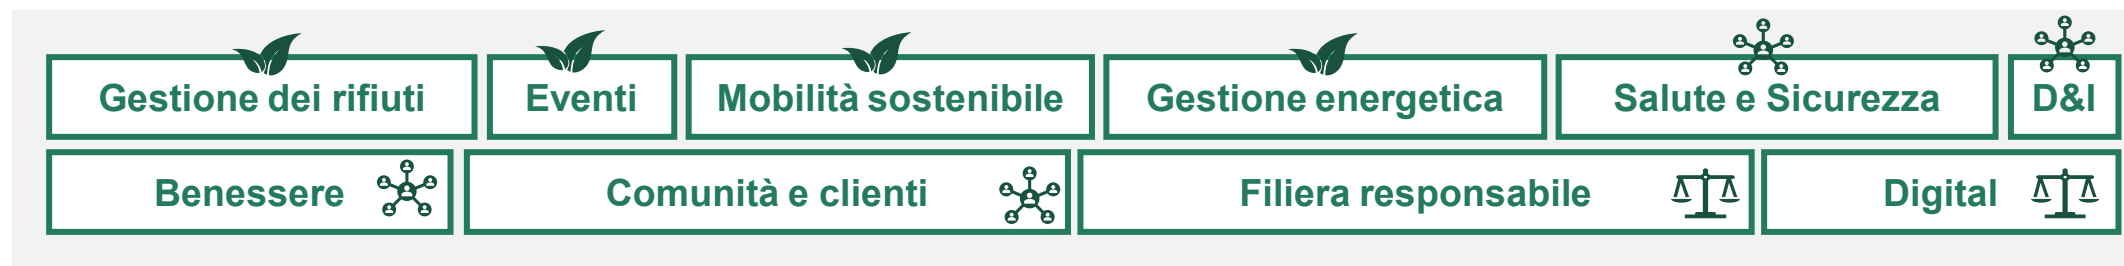 Gestione dei rifiuti Eventi Mobilità sostenibile Gestione energetica Salute e Sicurezza D&I
Benessere Comunità e clienti Filiera responsabile Digital